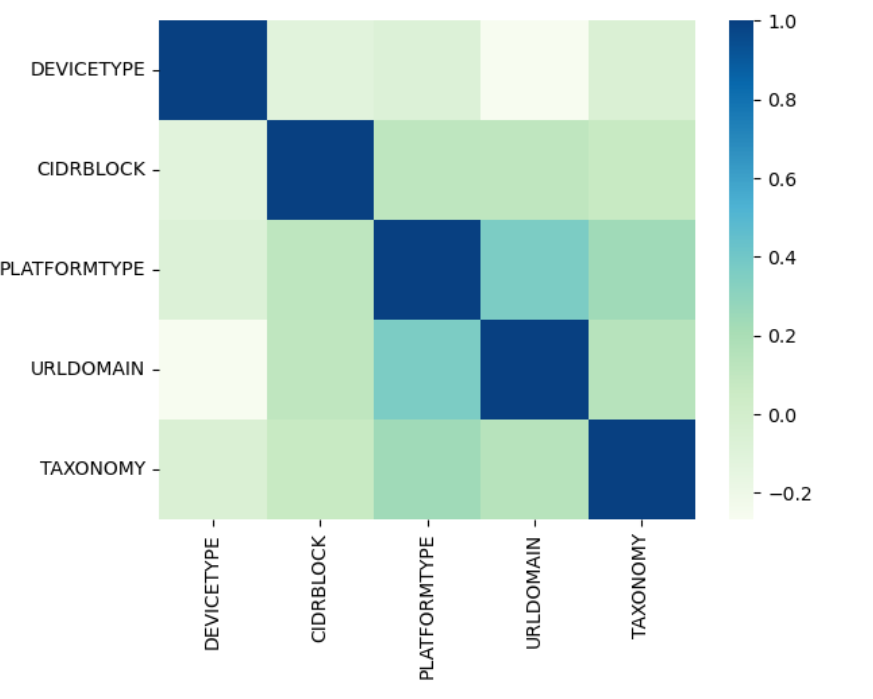 DEVICETYPE
CIDRBLOCK
PLATFORMTYPE
URLDOMAIN
TAXONOMY
DEVICETYPE
CIDRBLOCK
PLATFORMTYPE
URLDOMAIN
TAXONOMY
1.0
0.8
0.6
0.4
0.2
0.0
−0.2